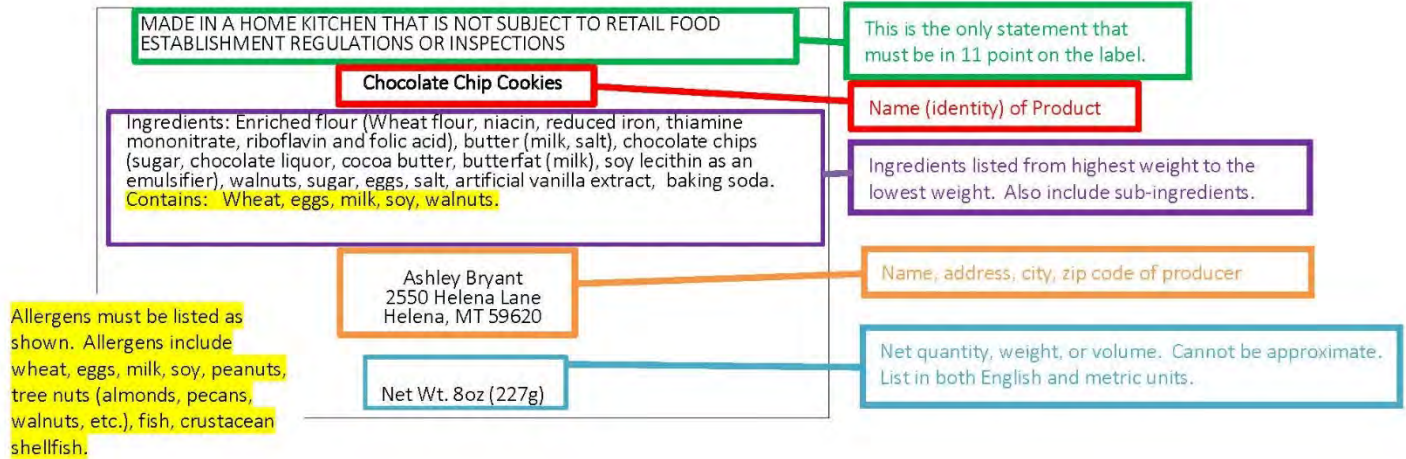 MADE IN A HOME KITCHEN THAT IS NOT SUBJECT TO RETAIL FOOD
ESTABLISHMENT REGULATIONS OR INSPECTIONS
This is the only statement that
must be in 11 point on the label.
Chocolate Chip Cookies
Name (identity) of Product
Ingredients: Enriched flour (Wheat flour, niacin, reduced iron, thiamine
mononitrate, riboflavin and folic acid), butter (milk, salt), chocolate chips
(sugar, chocolate liquor, cocoa butter, butterfat (milk), soy lecithin as an
emulsifier), walnuts, sugar, eggs, salt, artificial vanilla extract, baking soda.
Contains: Wheat, eggs, milk, soy, walnuts.
Ingredients listed from highest weight to the
lowest weight. Also include sub-ingredients.
Ashley Bryant
2550 Helena Lane
Helena, MT 59620
Name, address, city, zip code of producer
Allergens must be listed as
shown. Allergens include
wheat, eggs, milk, soy, peanuts,
tree nuts (almonds, pecans,
walnuts, etc.), fish, crustacean
shellfish.
Net Wt. 8oz (227g)
Net quantity, weight, or volume. Cannot be approximate.
List in both English and metric units.